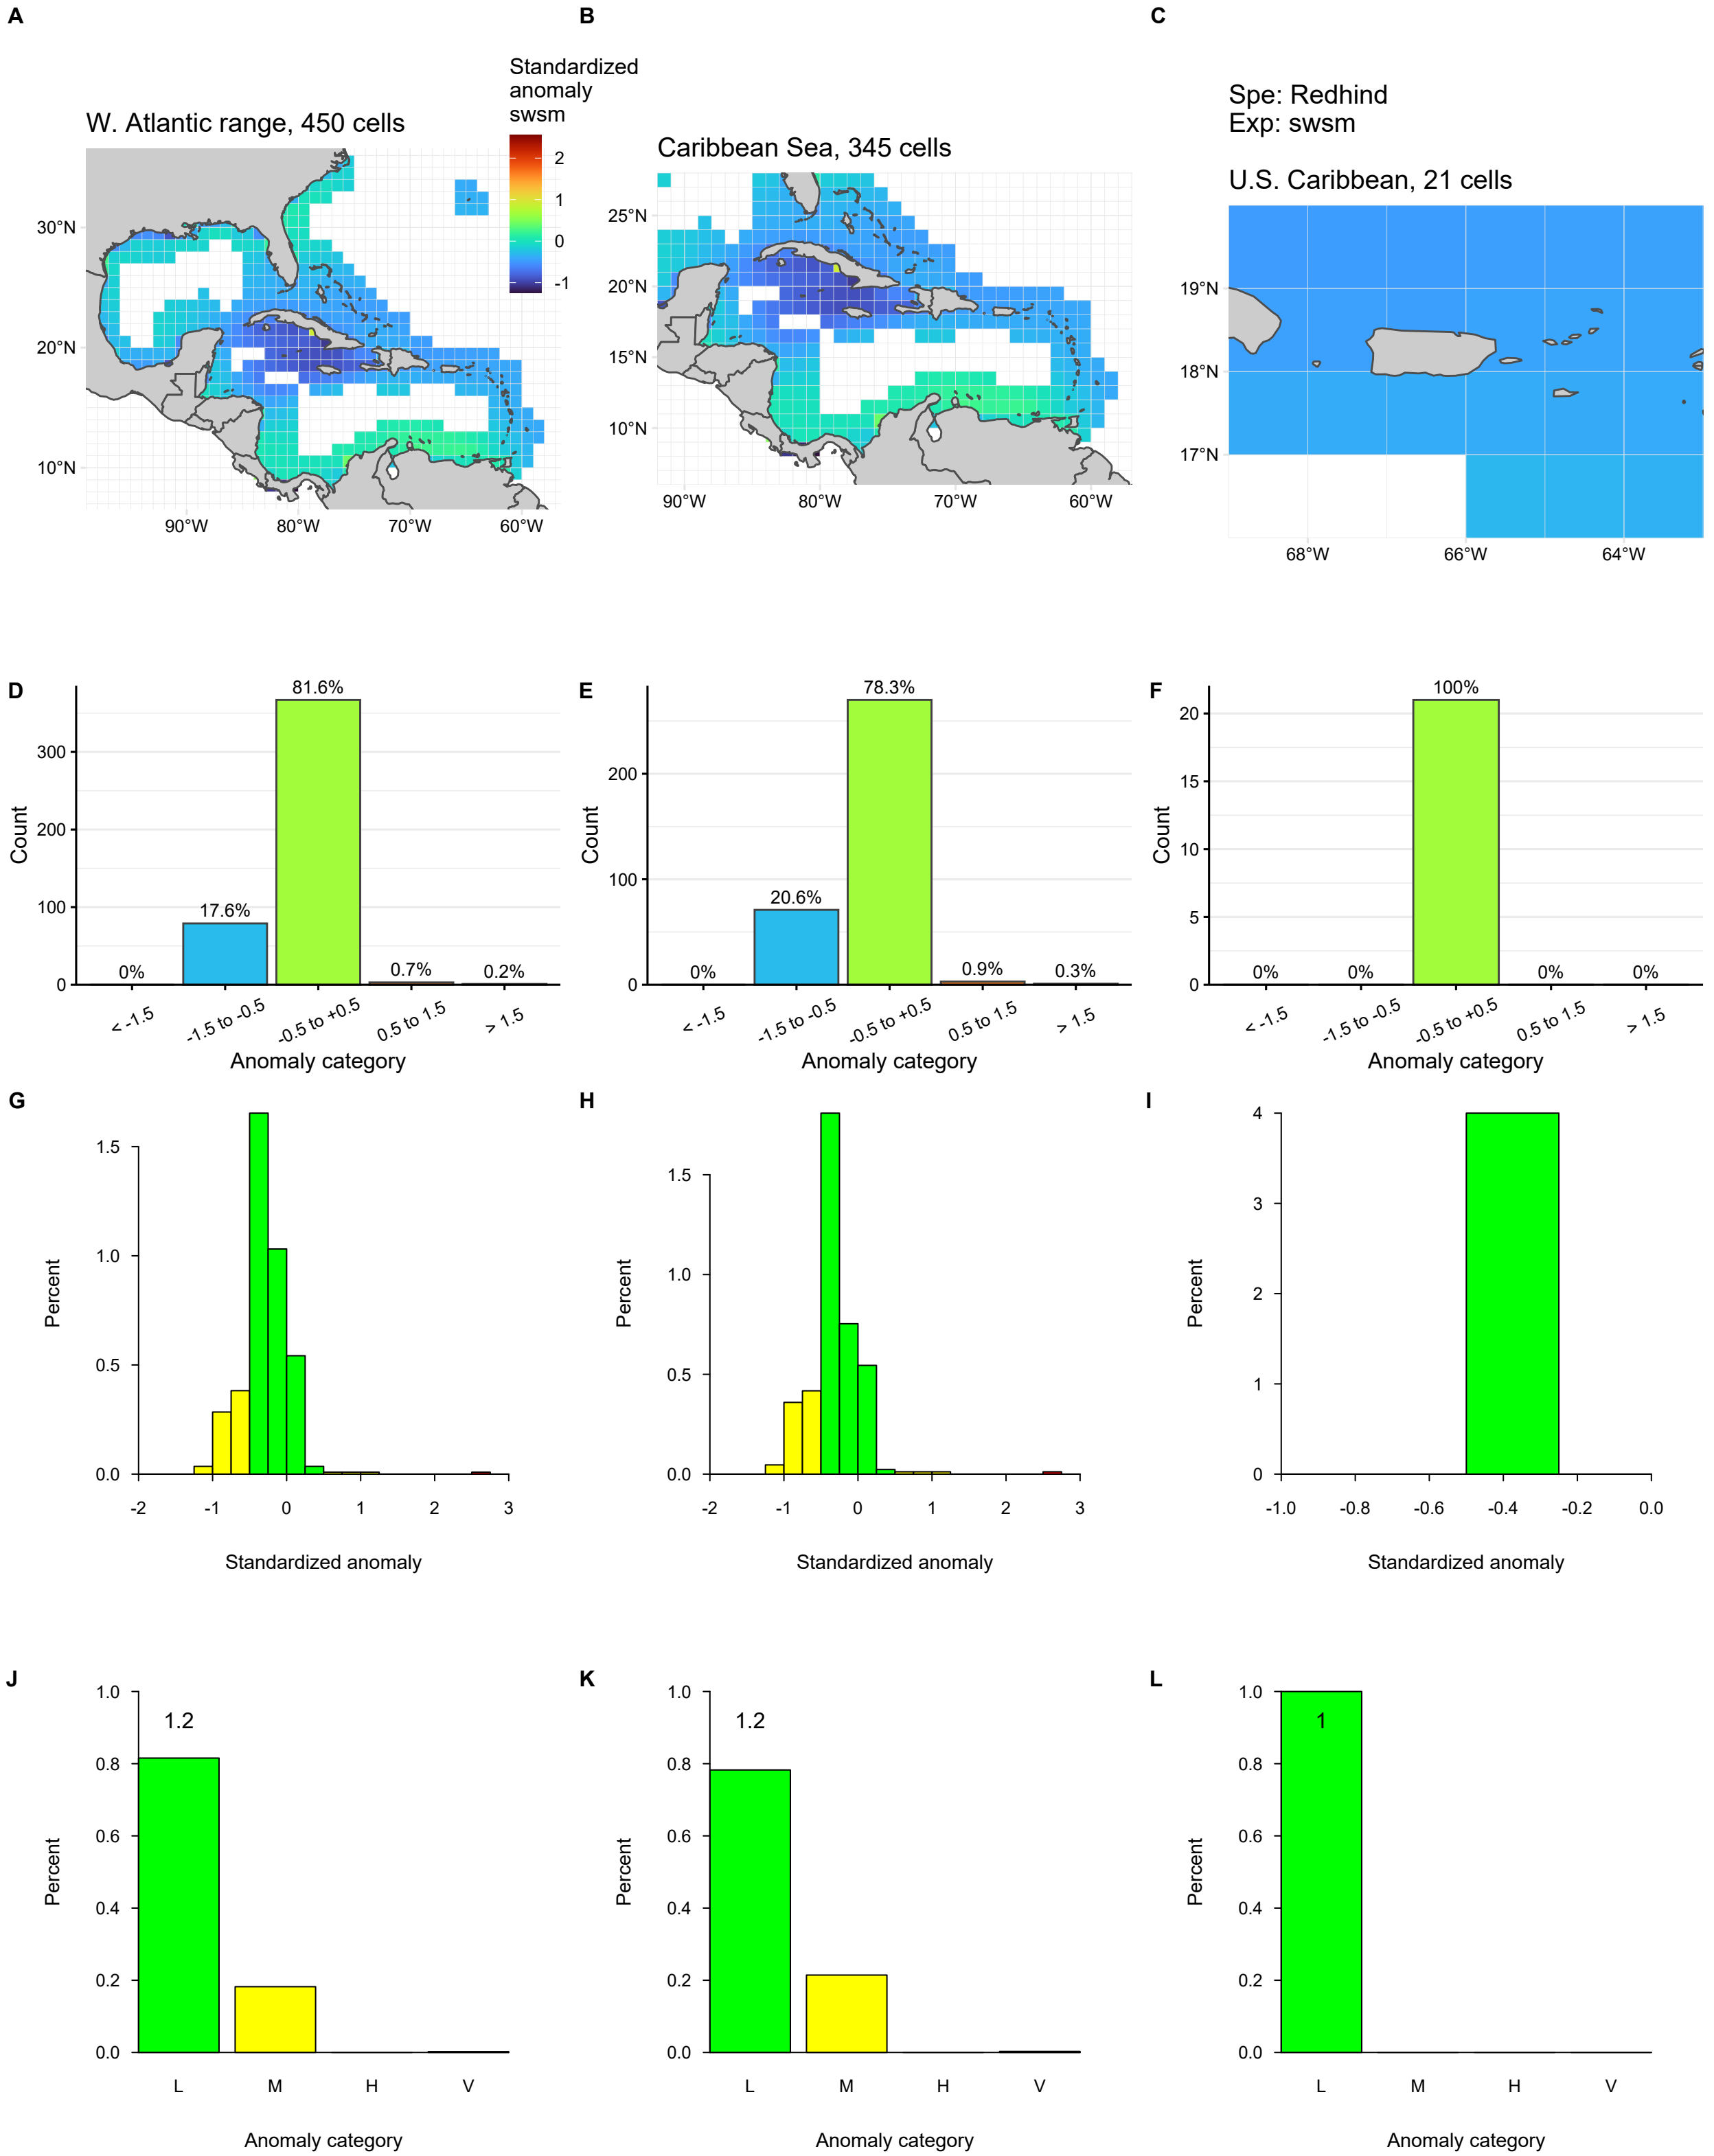 A
B
C
Standardized
anomaly
swsm
2
1
0
-1
W. Atlantic range, 450 cells
30°N
20°N
10°N
90°W 80°W 70°W 60°W
Caribbean Sea, 345 cells
25°N
20°N
15°N
10°N
90°W 80°W 70°W 60°W
Spe: Redhind
Exp: swsm
U.S. Caribbean, 21 cells
19°N
18°N
17°N
68°W 66°W 64°W
D
Count
300
200
100
0
0% 17.6% 81.6% 0.7% 0.2%
< -1.5 -1.5 to -0.5 -0.5 to +0.5 0.5 to 1.5 > 1.5
Anomaly category
E
Count
200
100
0
0% 20.6% 78.3% 0.9% 0.3%
< -1.5 -1.5 to -0.5 -0.5 to +0.5 0.5 to 1.5 > 1.5
Anomaly category
F
Count
20
15
10
5
0
0% 0% 100% 0% 0%
< -1.5 -1.5 to -0.5 -0.5 to +0.5 0.5 to 1.5 > 1.5
Anomaly category
G
Percent
1.5
1.0
0.5
0.0
-2 -1 0 1 2 3
Standardized anomaly
H
Percent
1.5
1.0
0.5
0.0
-2 -1 0 1 2 3
Standardized anomaly
I
Percent
4
3
2
1
0
-1.0 -0.8 -0.6 -0.4 -0.2 0.0
Standardized anomaly
J
Percent
1.0
0.8
0.6
0.4
0.2
0.0
1.2
L M H V
Anomaly category
K
Percent
1.0
0.8
0.6
0.4
0.2
0.0
1.2
L M H V
Anomaly category
L
Percent
1.0
0.8
0.6
0.4
0.2
0.0
1
L M H V
Anomaly category